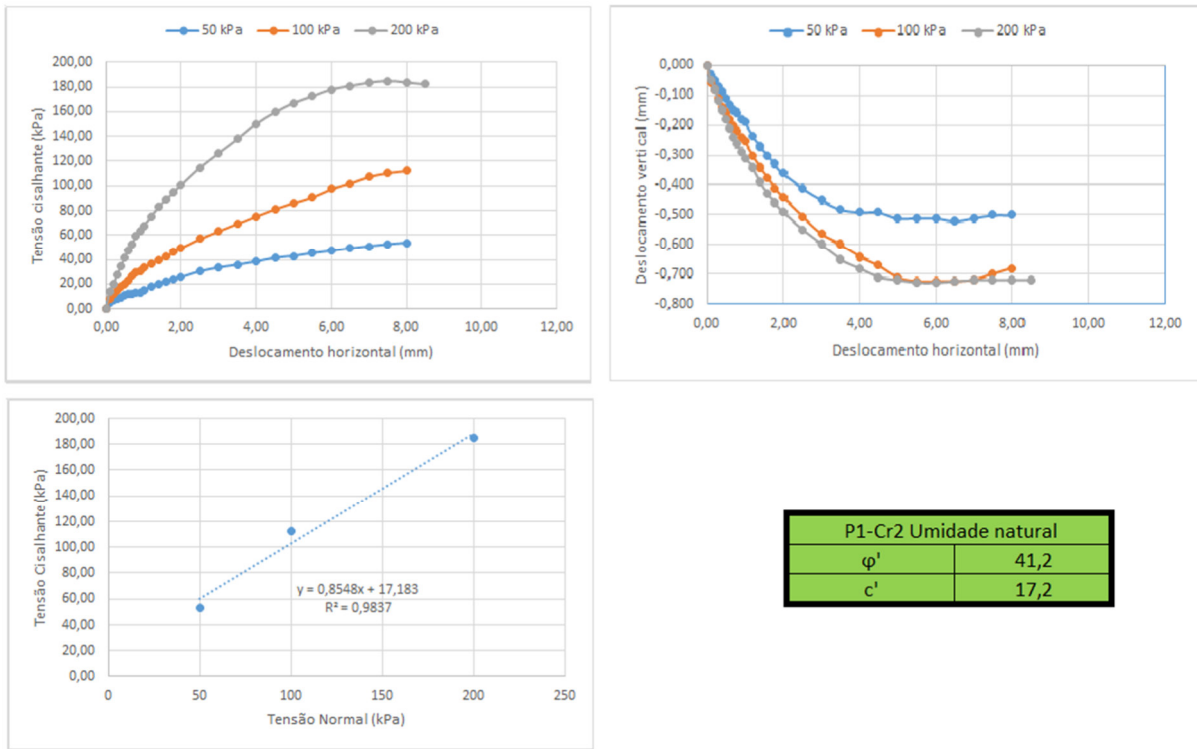 50 kPa 100 kPa 200 kPa
Tensão cisalhante (kPa)
200,00
180,00
160,00
140,00
120,00
100,00
80,00
60,00
40,00
20,00
0,00
0,00 2,00 4,00 6,00 8,00 10,00 12,00
Deslocamento horizontal (mm)
50 kPa 100 kPa 200 kPa
Deslocamento vertical (mm)
0,000
-0,100
-0,200
-0,300
-0,400
-0,500
-0,600
-0,700
-0,800
0,00 2,00 4,00 6,00 8,00 10,00 12,00
Deslocamento horizontal (mm)
Tensão Cisalhante (kPa)
200,00
180,00
160,00
140,00
120,00
100,00
80,00
60,00
40,00
20,00
0,00
y = 0,8548x + 17,183
R² = 0,9837
0 50 100 150 200 250
Tensão Normal (kPa)
P1-Cr2 Umidade natural
φ' 41,2
c' 17,2